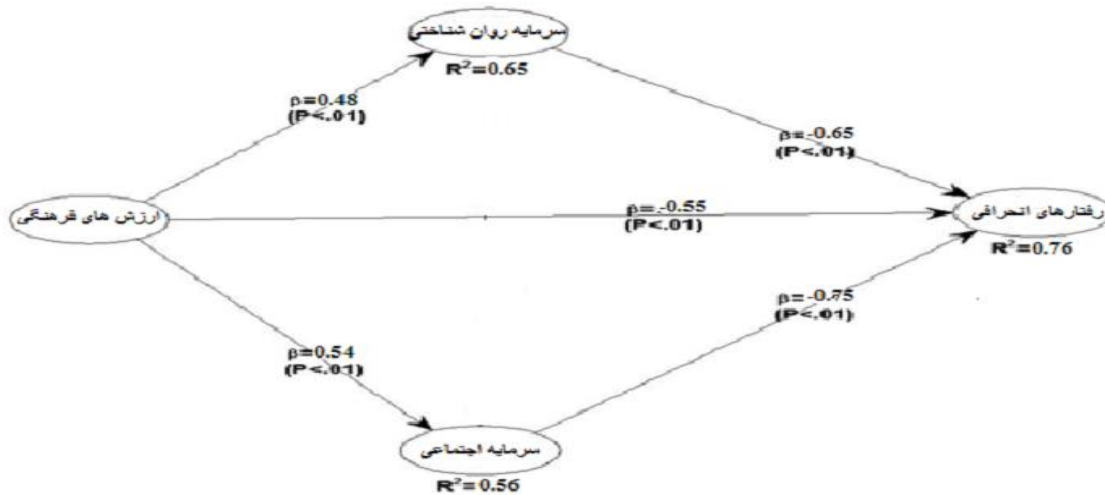 سرمایه روان شناختی
R²=0.65
β=0.48
(P<.01)
β=-0.65
(P<.01)
ارزش های فرهنگی
β=-0.55
(P<.01)
رفتارهای انحرافی
R²=0.76
β=-0.75
(P<.01)
β=0.54
(P<.01)
سرمایه اجتماعی
R²=0.56